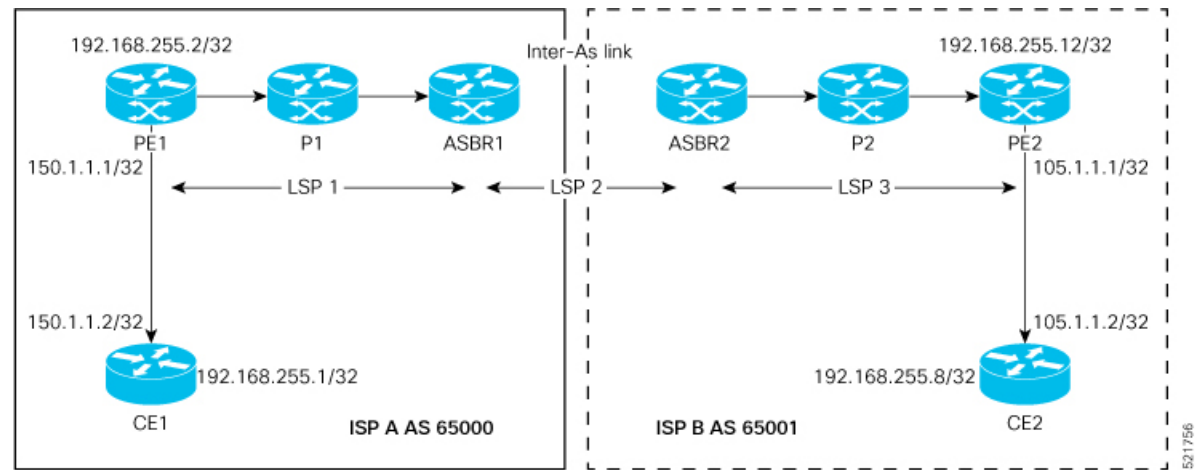 192.168.255.2/32
Inter-As link
192.168.255.12/32
PE1
P1
ASBR1
ASBR2
P2
PE2
150.1.1.1/32
105.1.1.1/32
LSP 1
LSP 2
LSP 3
150.1.1.2/32
105.1.1.2/32
192.168.255.1/32
192.168.255.8/32
CE1
ISP A AS 65000
ISP B AS 65001
CE2
521756